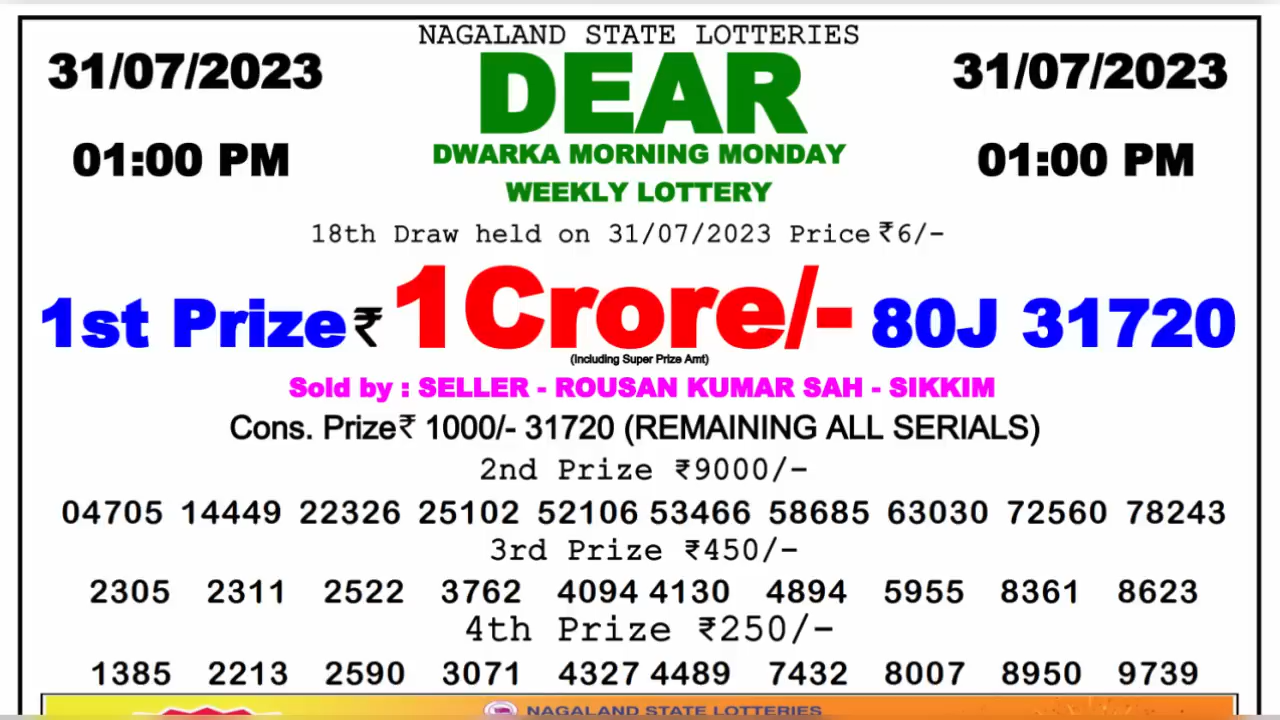 NAGALAND STATE LOTTERIES
31/07/2023 DEAR 31/07/2023
01:00 PM DWARKA MORNING MONDAY 01:00 PM
WEEKLY LOTTERY
18th Draw held on 31/07/2023 Price ₹6/-
1st Prize ₹ 1Crore/- 80J 31720
(Including Super Prize Amt)
Sold by : SELLER - ROUSAN KUMAR SAH - SIKKIM
Cons. Prize₹ 1000/- 31720 (REMAINING ALL SERIALS)
2nd Prize ₹9000/-
04705 14449 22326 25102 52106 53466 58685 63030 72560 78243
3rd Prize ₹450/-
2305 2311 2522 3762 4094 4130 4894 5955 8361 8623
4th Prize ₹250/-
1385 2213 2590 3071 4327 4489 7432 8007 8950 9739
NAGALAND STATE LOTTERIES